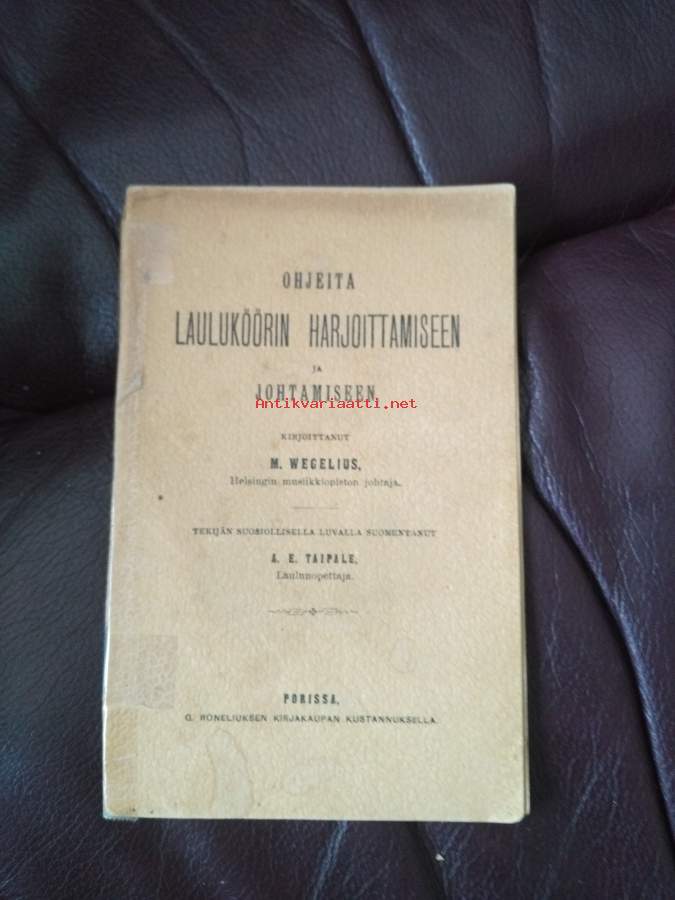 OHJEITA
LAULUKÖÖRIN HARJOITTAMISEEN
JA
JOHTAMISEEN.
Antikvariaatti.net
KIRJOITTANUT
M. WEGELIUS,
Helsingin musiikkiopiston johtaja.
TEKIJÄN SUOSIOLLISELLA LUVALLA SUOMENTANUT
A. E. TAIPALE,
Laulunopettaja.
PORISSA,
G. RONELIUKSEN KIRJAKAUPAN KUSTANNUKSELLA.